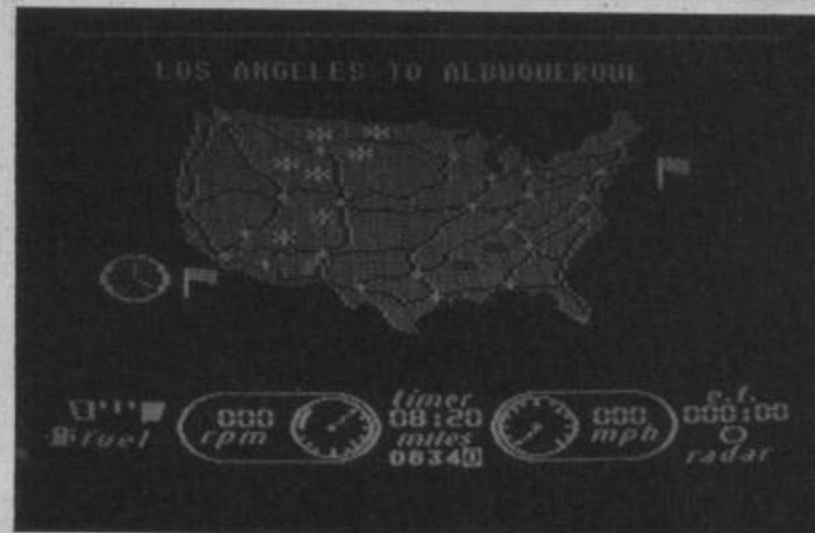 LOS ANGELES TO ALBUQUERQUE
timer
000 08:20 000 000:00
fuel rpm miles mph
08340 radar